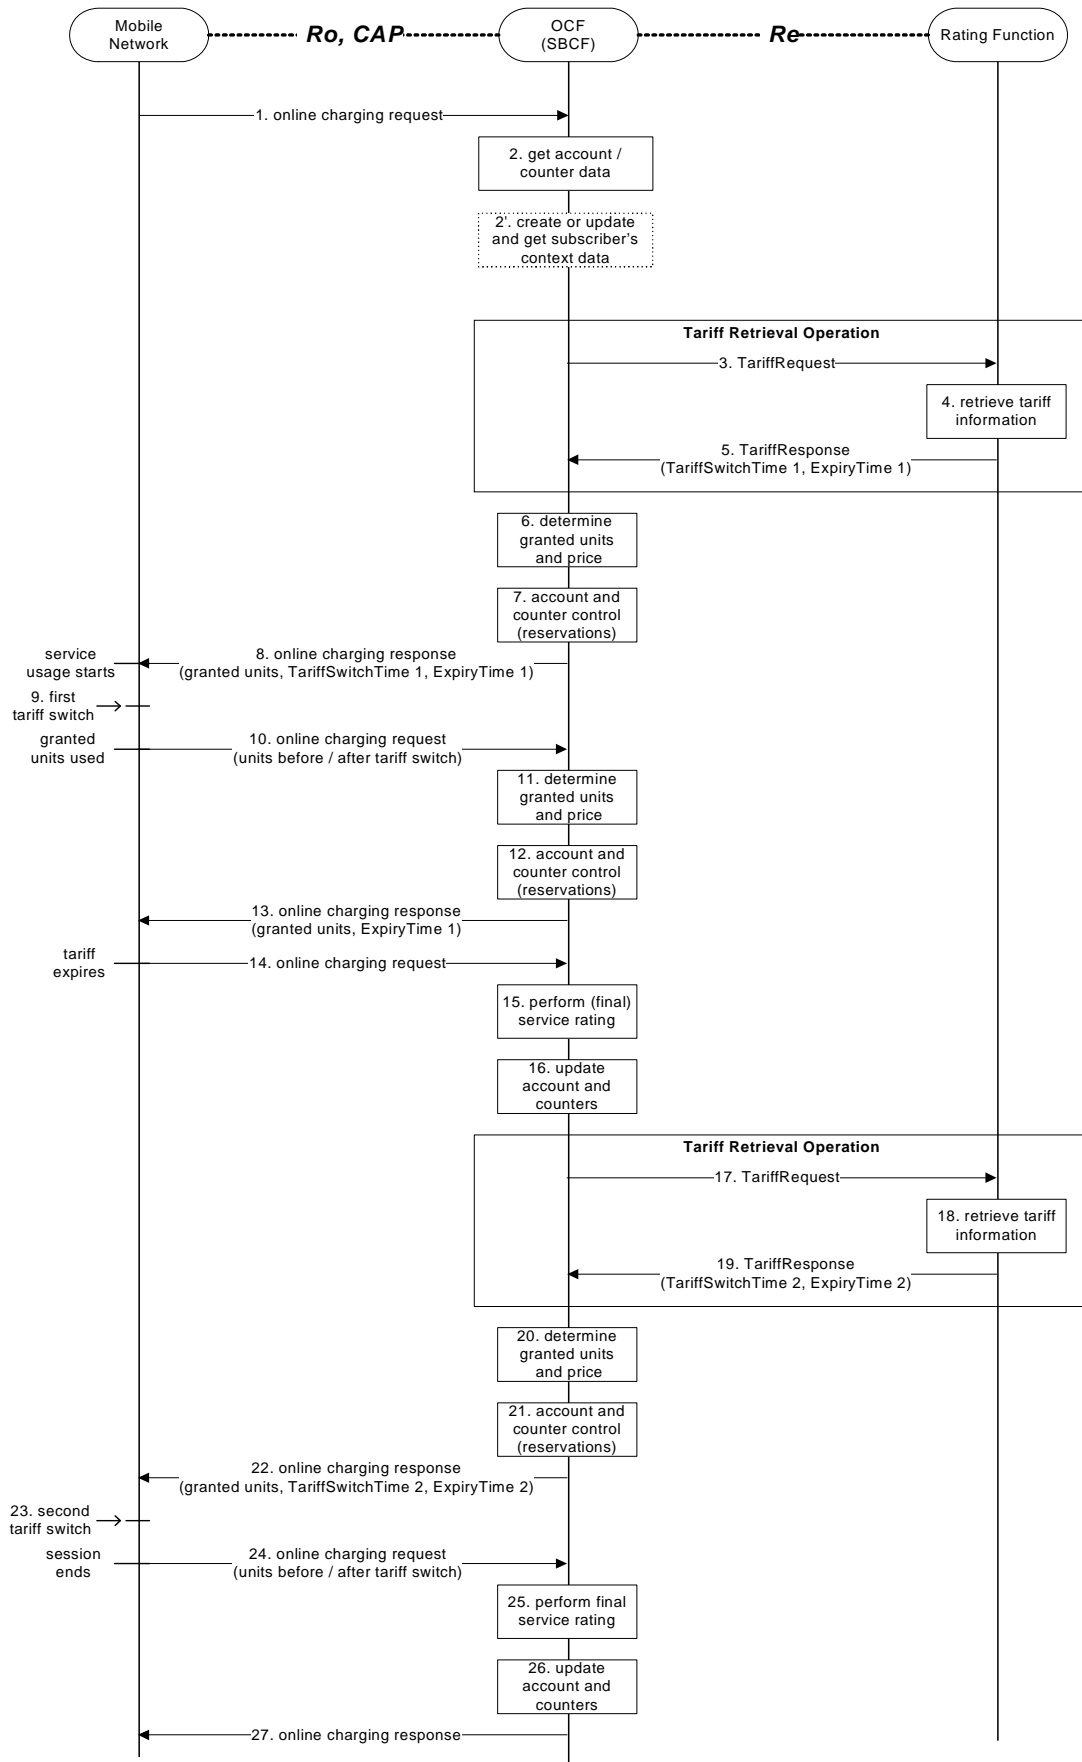 Mobile
Network
Ro, CAP
OCF
(SBCF)
Re
Rating Function
1. online charging request
2. get account /
counter data
2'. create or update
and get subscriber's
context data
Tariff Retrieval Operation
3. TariffRequest
4. retrieve tariff
information
5. TariffResponse
(TariffSwitchTime 1, ExpiryTime 1)
6. determine
granted units
and price
7. account and
counter control
(reservations)
service
usage starts
8. online charging response
(granted units, TariffSwitchTime 1, ExpiryTime 1)
9. first
tariff switch
granted
units used
10. online charging request
(units before / after tariff switch)
11. determine
granted units
and price
12. account and
counter control
(reservations)
13. online charging response
(granted units, ExpiryTime 1)
tariff
expires
14. online charging request
15. perform (final)
service rating
16. update
account and
counters
Tariff Retrieval Operation
17. TariffRequest
18. retrieve tariff
information
19. TariffResponse
(TariffSwitchTime 2, ExpiryTime 2)
20. determine
granted units
and price
21. account and
counter control
(reservations)
22. online charging response
(granted units, TariffSwitchTime 2, ExpiryTime 2)
23. second
tariff switch
session
ends
24. online charging request
(units before / after tariff switch)
25. perform final
service rating
26. update
account and
counters
27. online charging response